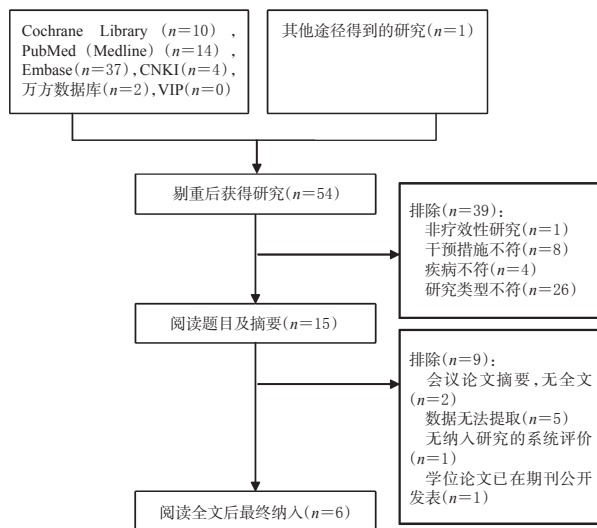 Cochrane Library (n=10) ,
PubMed (Medline) (n=14) ,
Embase(n=37),CNKI(n=4),
万方数据库(n=2),VIP(n=0)
其他途径得到的研究(n=1)
剔重后获得研究(n=54)
排除(n=39):
非疗效性研究(n=1)
干预措施不符(n=8)
疾病不符(n=4)
研究类型不符(n=26)
阅读题目及摘要(n=15)
排除(n=9):
会议论文摘要,无全文
(n=2)
数据无法提取(n=5)
无纳入研究的系统评价
(n=1)
学位论文已在期刊公开
发表(n=1)
阅读全文后最终纳入(n=6)